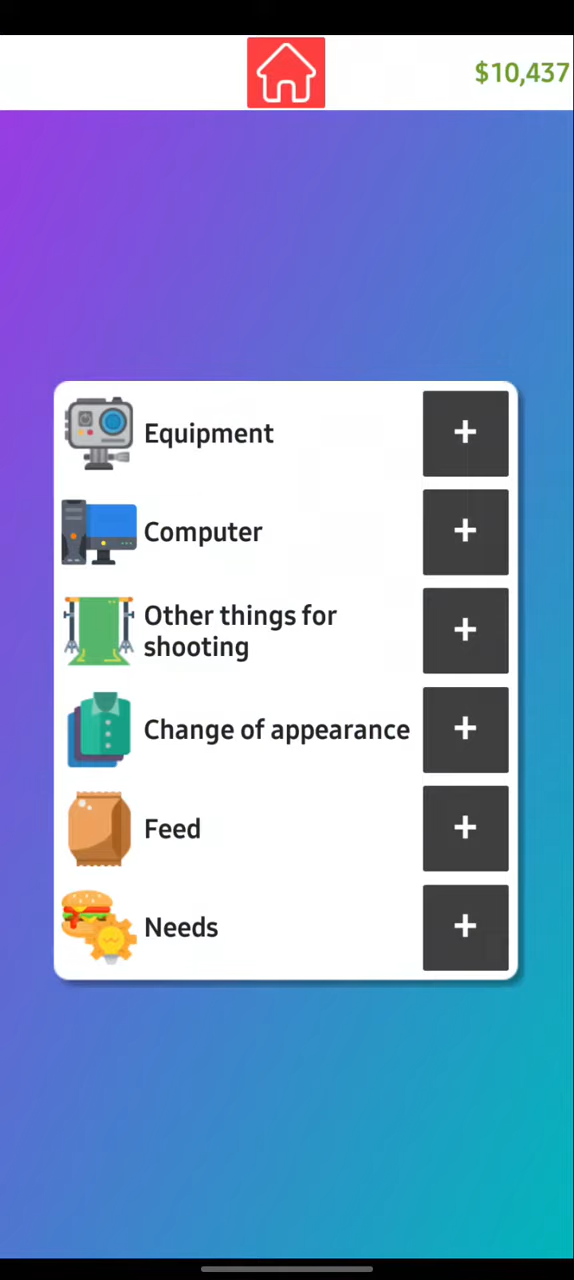 $10,437
Equipment
+
Computer
+
Other things for
shooting
+
Change of appearance
+
Feed
+
Needs
+